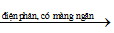 điện phân, có màng ngăn